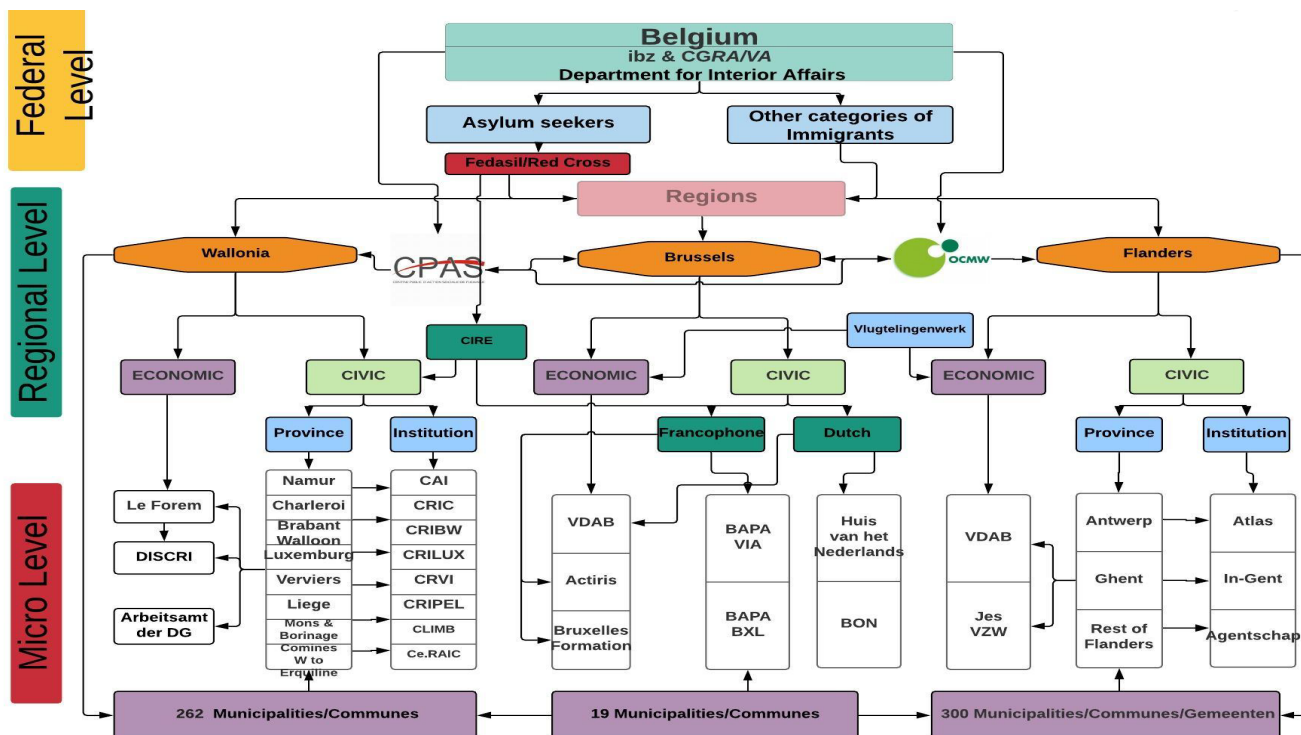 Federal
Level
Belgium
ibz & CGRA/VA
Department for Interior Affairs
Asylum seekers
Other categories of
Immigrants
Fedasil/Red Cross
Regional Level
Regions
Wallonia
CPAS
Brussels
OCMW
Flanders
CIRE
Vlugtelingenwerk
ECONOMIC
CIVIC
ECONOMIC
CIVIC
ECONOMIC
CIVIC
Province
Institution
Francophone
Dutch
Province
Institution
Micro Level
Le Forem
DISCRI
Arbeitsamt
der DG
Namur
Charleroi
Brabant
Walloon
Luxemburg
Verviers
Liege
Mons &
Borinage
Comines
W to
Erquiline
CAI
CRIC
CRIBW
CRILUX
CRVI
CRIPEL
CLIMB
Ce.RAIC
VDAB
Actiris
Bruxelles
Formation
BAPA
VIA
BAPA
BXL
Huis
van het
Nederlands
BON
VDAB
Jes
VZW
Antwerp
Ghent
Rest of
Flanders
Atlas
In-Gent
Agentschap
262 Municipalities/Communes
19 Municipalities/Communes
300 Municipalities/Communes/Gemeenten